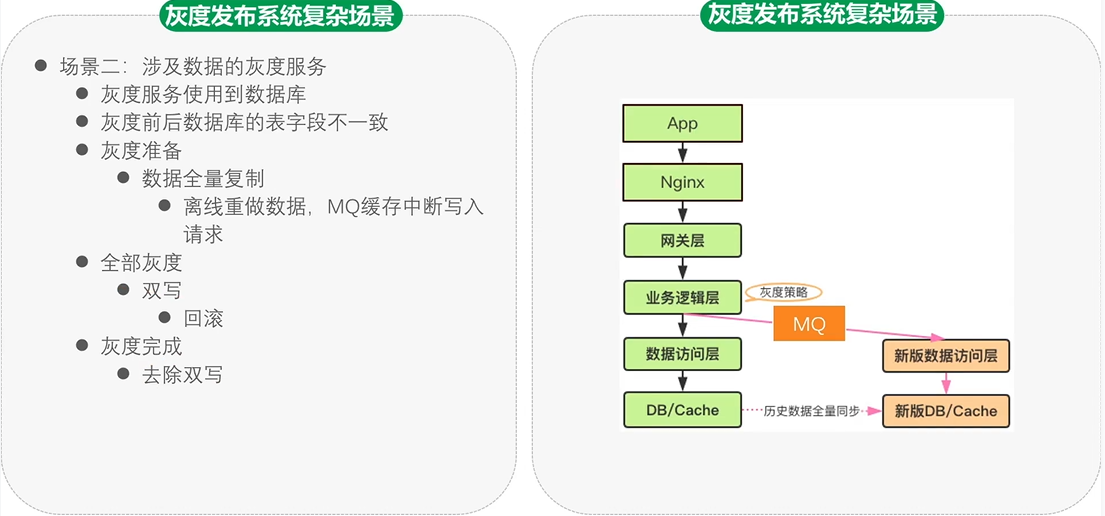 灰度发布系统复杂场景
场景二：涉及数据的灰度服务
灰度服务使用到数据库
灰度前后数据库的表字段不一致
灰度准备
数据全量复制
离线重做数据，MQ缓存中断写入
请求
全部灰度
双写
回滚
灰度完成
去除双写
灰度发布系统复杂场景
App
Nginx
网关层
业务逻辑层
灰度策略
MQ
数据访问层
新版数据访问层
DB/Cache
历史数据全量同步
新版DB/Cache